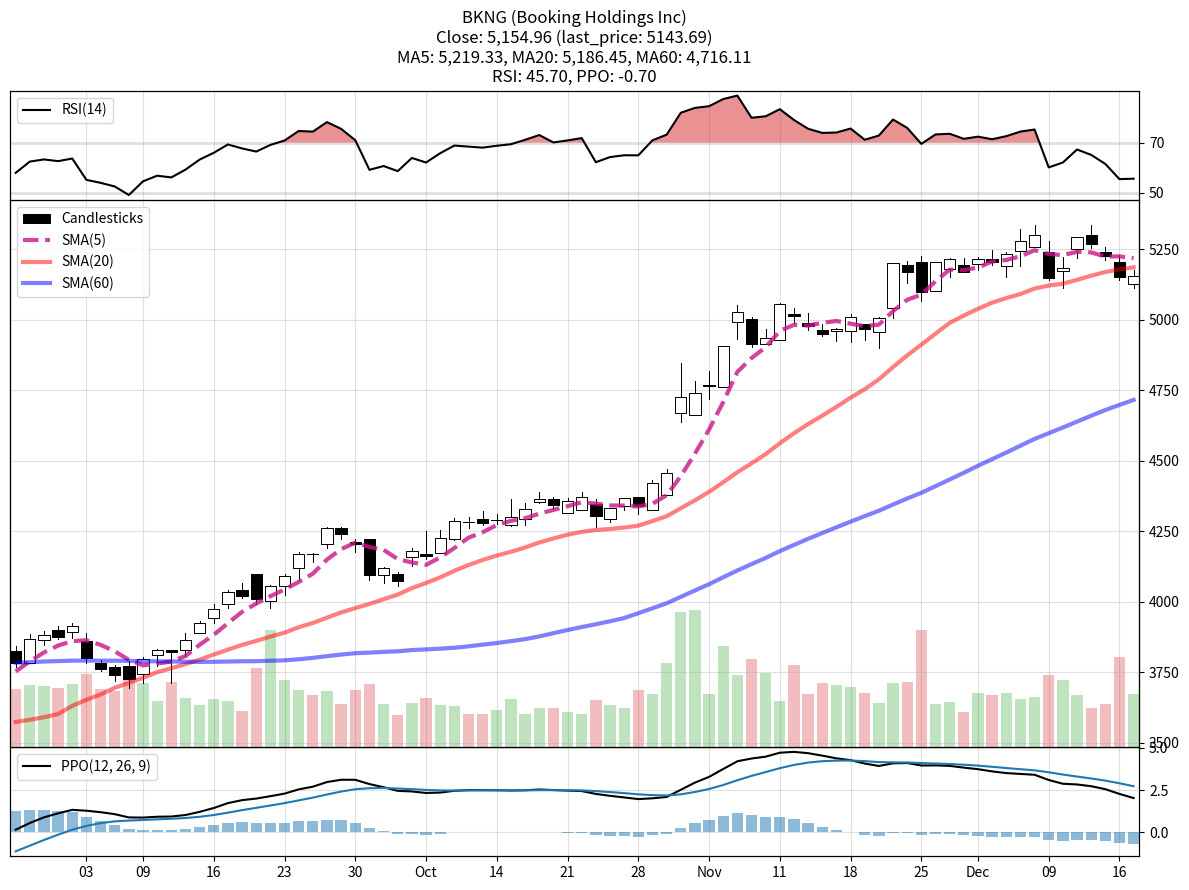 BKNG (Booking Holdings Inc)
Close: 5,154.96 (last_price: 5143.69)
MA5: 5,219.33, MA20: 5,186.45, MA60: 4,716.11
RSI: 45.70, PPO: -0.70
RSI(14)
70
50
Candlesticks
SMA(5)
SMA(20)
SMA(60)
5250
5000
4750
4500
4250
4000
3750
3500
PPO(12, 26, 9)
5.0
2.5
0.0
03 09 16 23 30 Oct 14 21 28 Nov 11 18 25 Dec 09 16